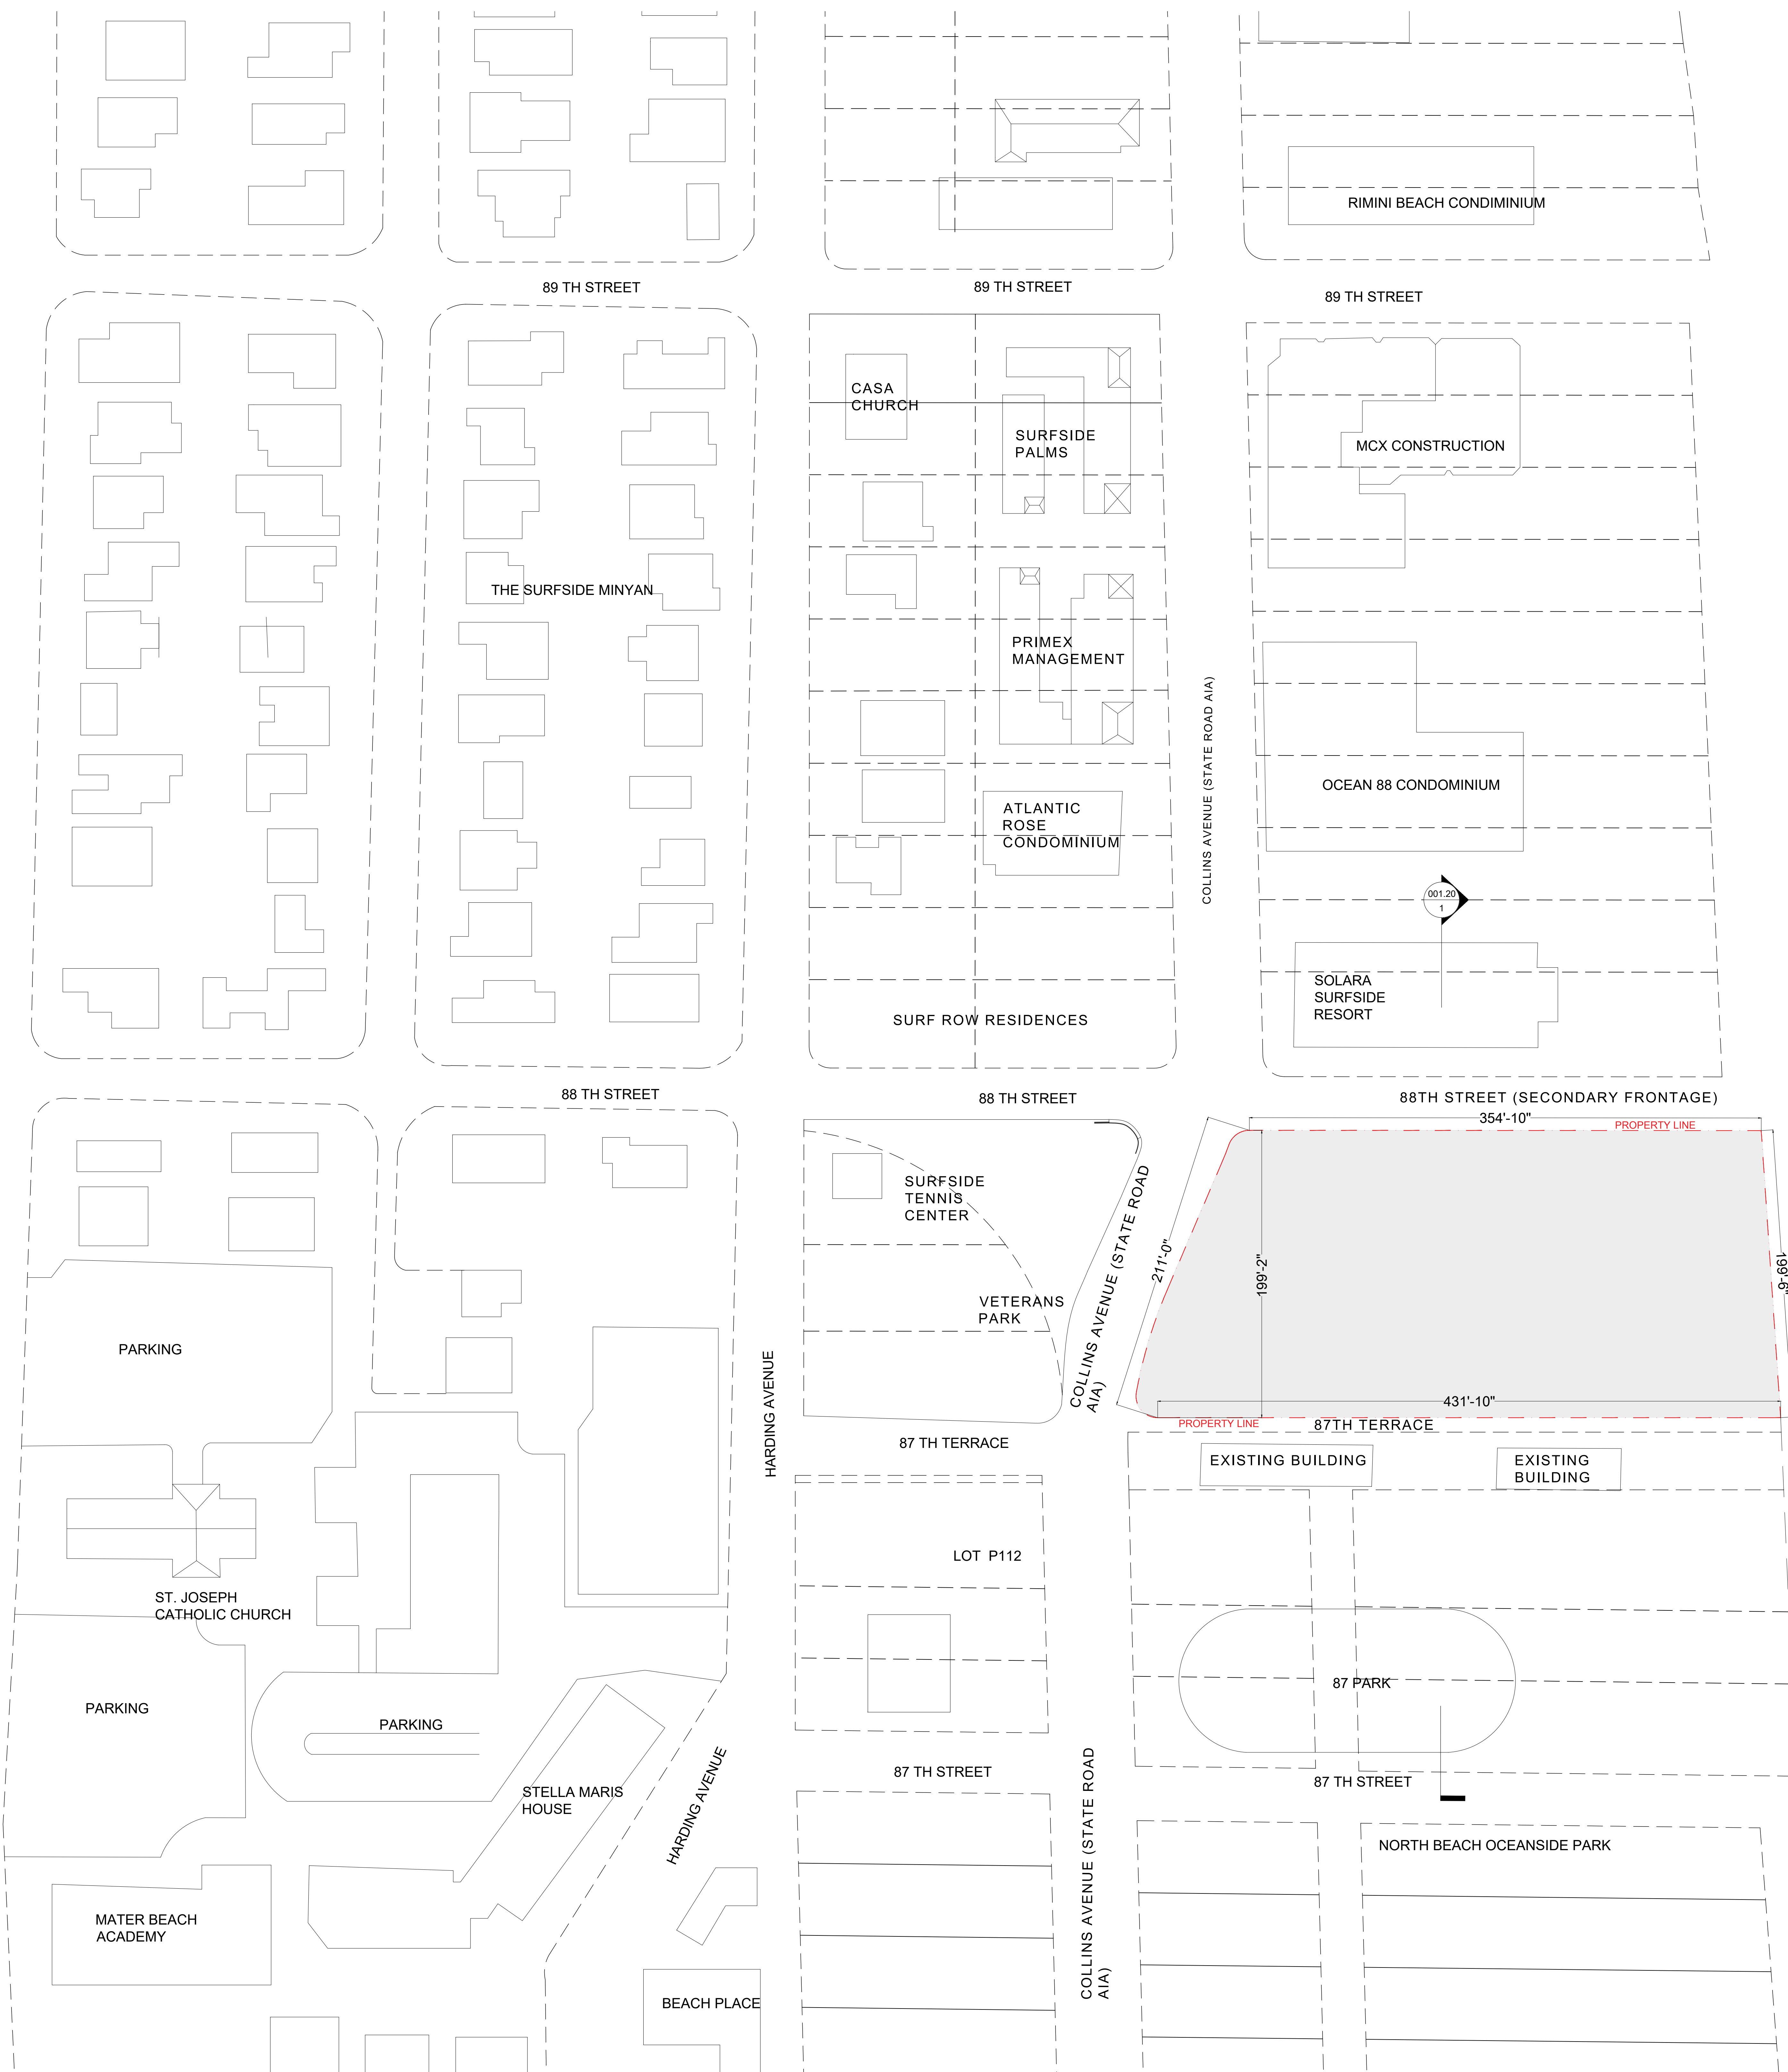 RIMINI BEACH CONDIMINIUM
89 TH STREET
89 TH STREET
89 TH STREET
CASA
CHURCH
SURFSIDE
PALMS
MCX CONSTRUCTION
THE SURFSIDE MINYAN
PRIMEX
MANAGEMENT
COLLINS AVENUE (STATE ROAD AIA)
OCEAN 88 CONDOMINIUM
ATLANTIC
ROSE
CONDOMINIUM
001.20
1
SOLARA
SURFSIDE
RESORT
SURF ROW RESIDENCES
88 TH STREET
88 TH STREET
88TH STREET (SECONDARY FRONTAGE)
354'-10"
PROPERTY LINE
SURFSIDE
TENNIS
CENTER
COLLINS AVENUE (STATE ROAD
AIA)
211'-0"
199'-2"
199'-6"
VETERANS
PARK
PARKING
HARDING AVENUE
431'-10"
PROPERTY LINE
87TH TERRACE
87 TH TERRACE
EXISTING BUILDING
EXISTING
BUILDING
LOT P112
ST. JOSEPH
CATHOLIC CHURCH
87 PARK
PARKING
PARKING
STELLA MARIS
HOUSE
HARDING AVENUE
87 TH STREET
87 TH STREET
COLLINS AVENUE (STATE ROAD
AIA)
NORTH BEACH OCEANSIDE PARK
MATER BEACH
ACADEMY
BEACH PLACE